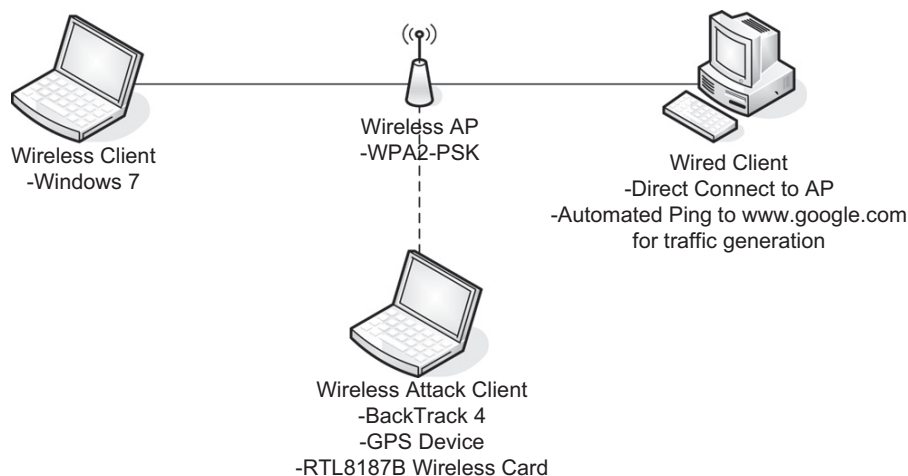 Wireless Client
-Windows 7
Wireless AP
-WPA2-PSK
Wired Client
-Direct Connect to AP
-Automated Ping to www.google.com
for traffic generation
Wireless Attack Client
-BackTrack 4
-GPS Device
-RTL8187B Wireless Card